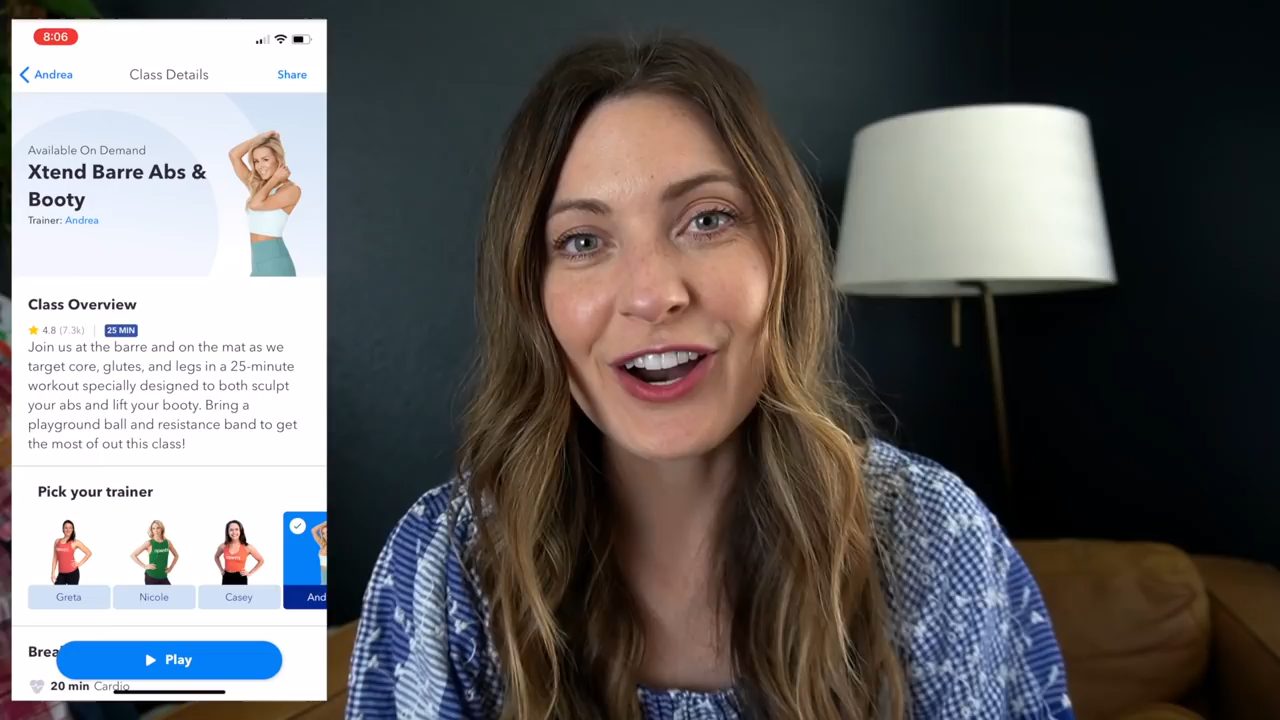 8:06
Andrea
Class Details
Share
Available On Demand
Xtend Barre Abs &
Booty
Trainer: Andrea
Class Overview
4.8 (7.3k) | 25 MIN
Join us at the barre and on the mat as we
target core, glutes, and legs in a 25-minute
workout specially designed to both sculpt
your abs and lift your booty. Bring a
playground ball and resistance band to get
the most of out this class!
Pick your trainer
Greta
Nicole
Casey
And
Brea
Play
20 min Cardio